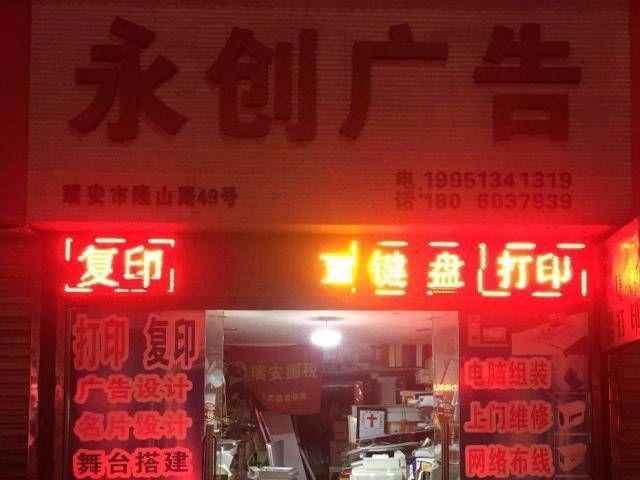 永创广告
瑞安市隆山路49号
电:19951341319
话:180 6037939
复印 键 盘 打印
打印 复印
广告设计
名片设计
舞台搭建
瑞安国税
电脑组装
上门维修
网络布线